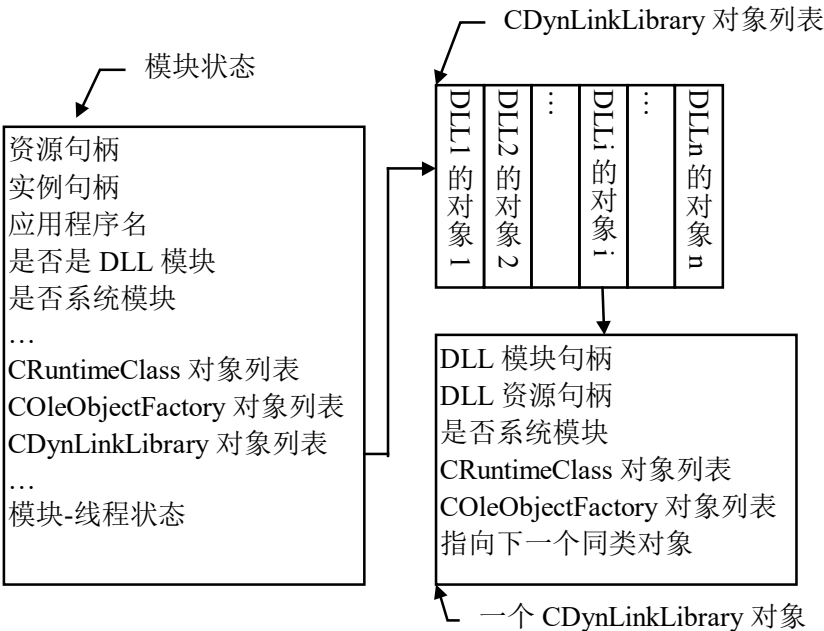 CDynLinkLibrary 对象列表
模块状态
资源句柄
实例句柄
应用程序名
是否是 DLL 模块
是否系统模块
…
CRuntimeClass 对象列表
COleObjectFactory 对象列表
CDynLinkLibrary 对象列表
…
模块-线程状态
DLL1 的对象 1
DLL2 的对象 2
…
DLLi 的对象 i
…
DLLn 的对象 n
DLL 模块句柄
DLL 资源句柄
是否系统模块
CRuntimeClass 对象列表
COleObjectFactory 对象列表
指向下一个同类对象
一个 CDynLinkLibrary 对象